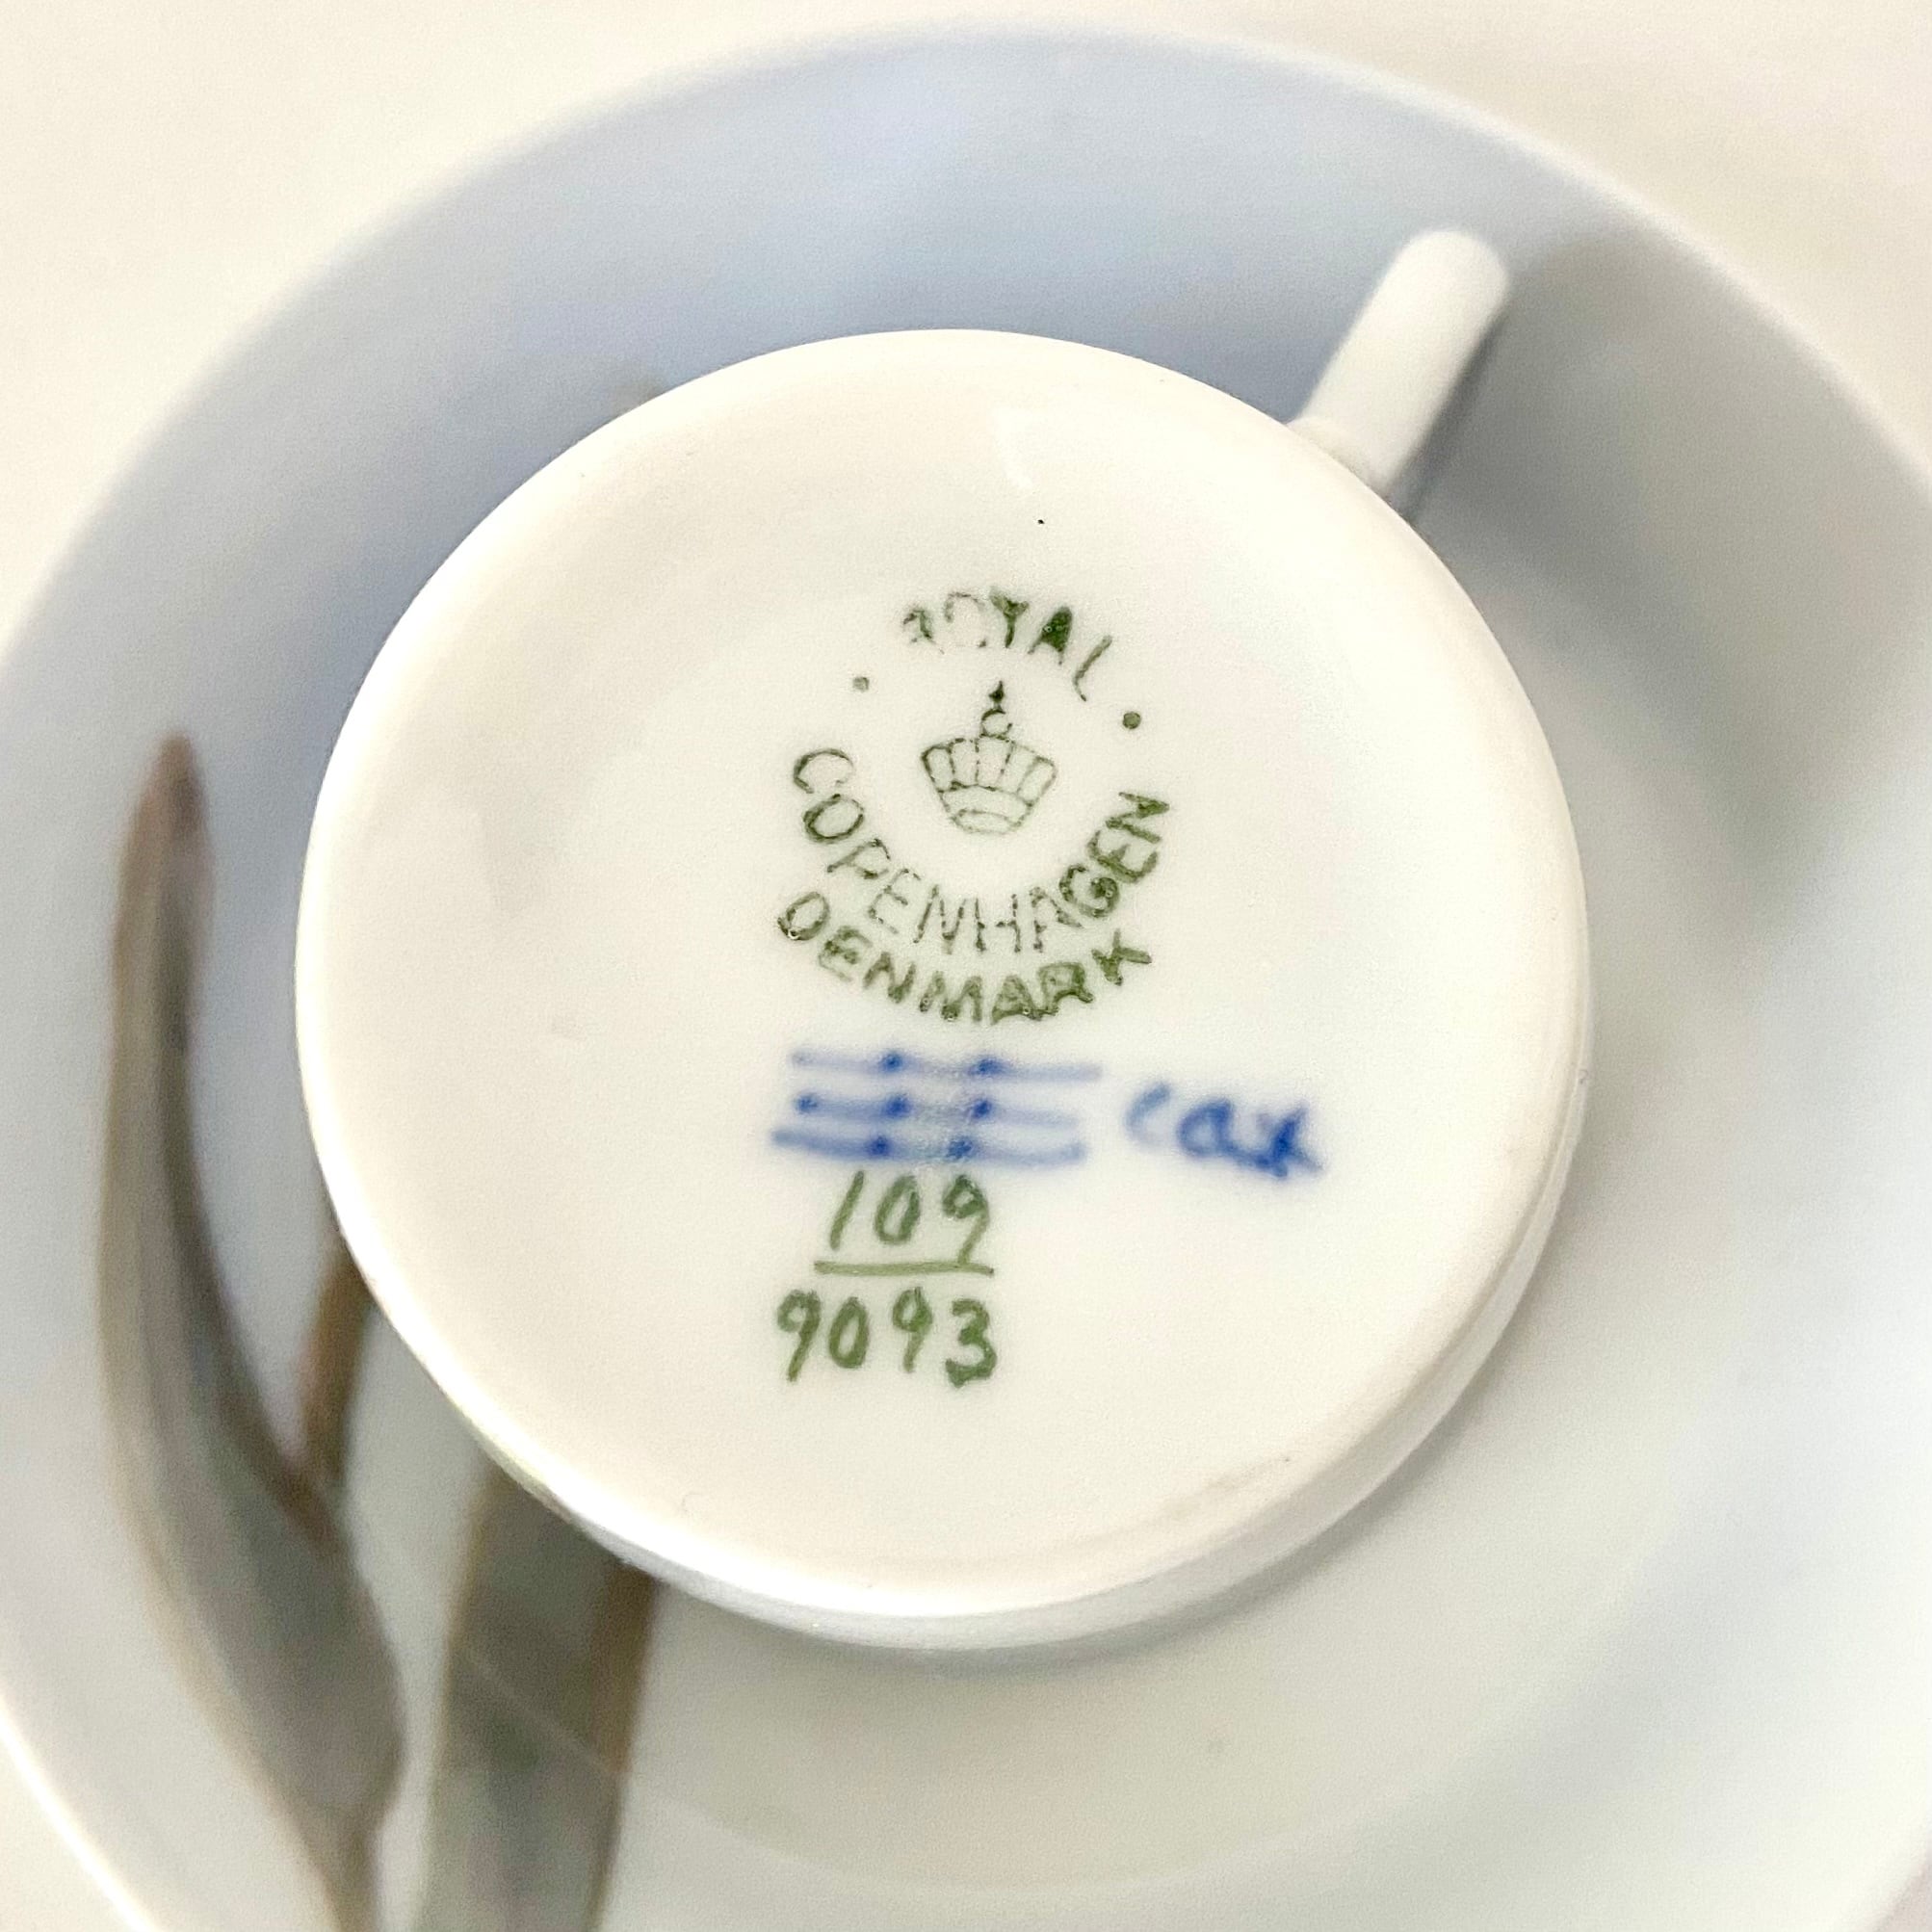 ROYAL
COPENHAGEN
DENMARK
109
9093